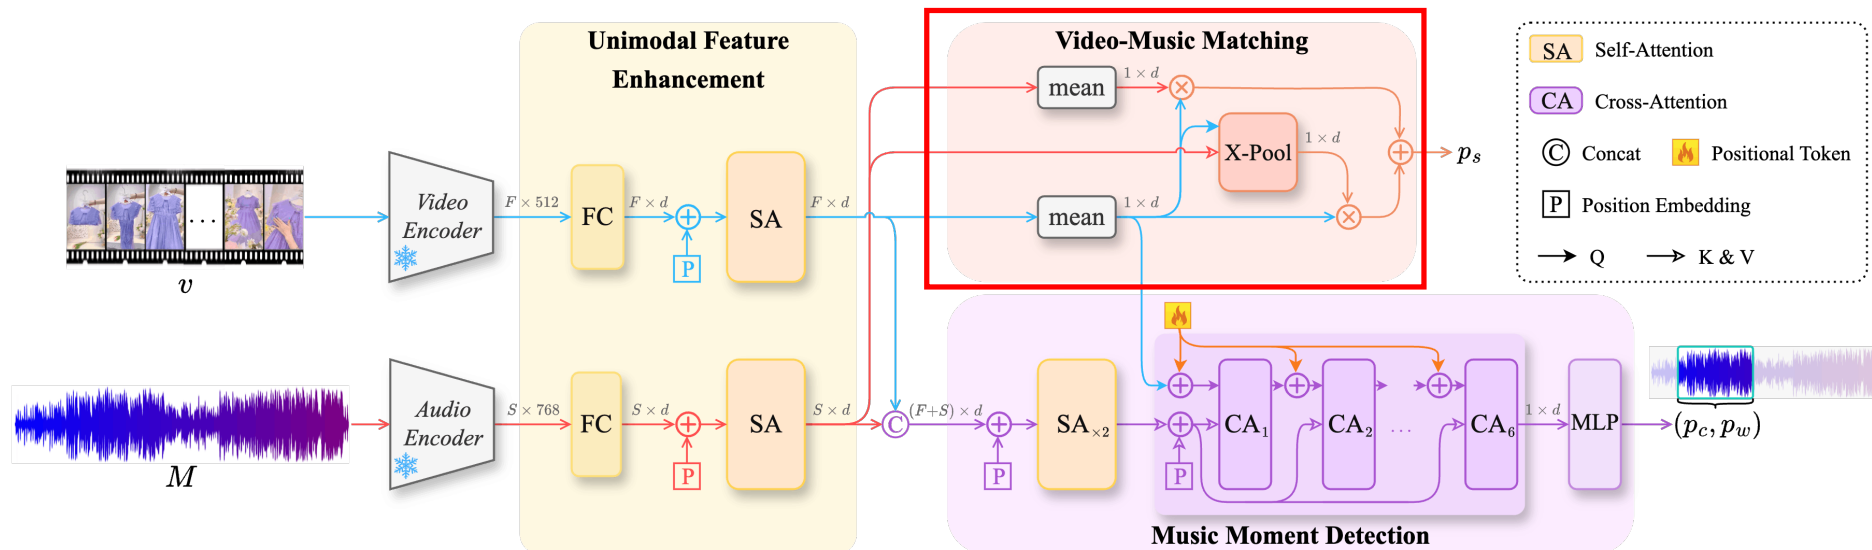 Unimodal Feature
Enhancement
Video-Music Matching
mean
1 × d
X-Pool
1 × d
mean
1 × d
p_s
SA Self-Attention
CA Cross-Attention
C Concat
Positional Token
P Position Embedding
Q
K & V
v
Video
Encoder
F × 512
FC
F × d
P
SA
F × d
M
Audio
Encoder
S × 768
FC
S × d
P
SA
S × d
C
(F+S) × d
P
SA×2
P
CA1
CA2
...
CA6
1 × d
MLP
(p_c, p_w)
Music Moment Detection